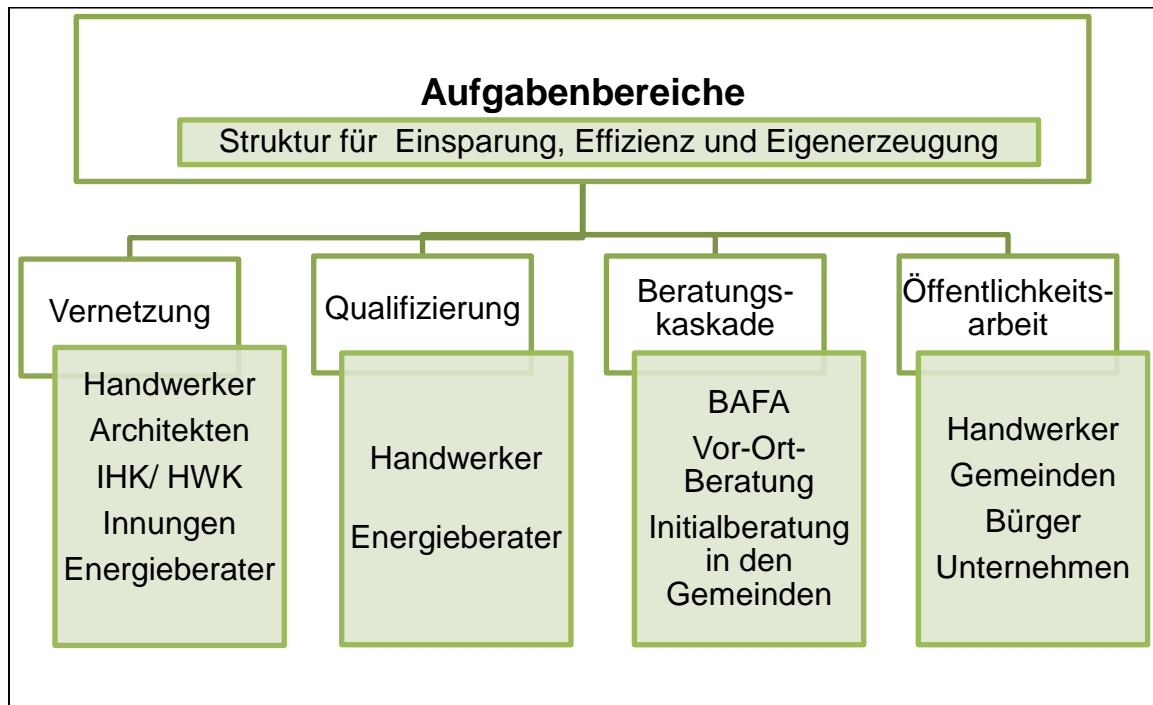 Aufgabenbereiche
Struktur für Einsparung, Effizienz und Eigenerzeugung
Vernetzung
Handwerker
Architekten
IHK/ HWK
Innungen
Energieberater
Qualifizierung
Handwerker
Energieberater
Beratungs-
kaskade
BAFA
Vor-Ort-
Beratung
Initialberatung
in den
Gemeinden
Öffentlichkeits-
arbeit
Handwerker
Gemeinden
Bürger
Unternehmen